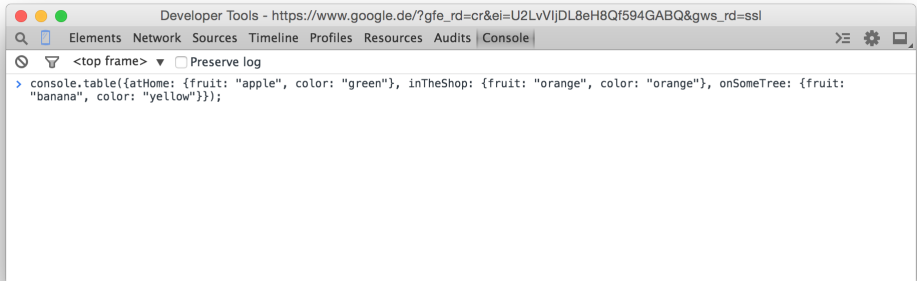 Developer Tools - https://www.google.de/?gfe_rd=cr&ei=U2LvVIjDL8eH8Qf594GABQ&gws_rd=ssl
Elements Network Sources Timeline Profiles Resources Audits Console
<top frame> ▼ Preserve log
> console.table({atHome: {fruit: "apple", color: "green"}, inTheShop: {fruit: "orange", color: "orange"}, onSomeTree: {fruit:
"banana", color: "yellow"}});